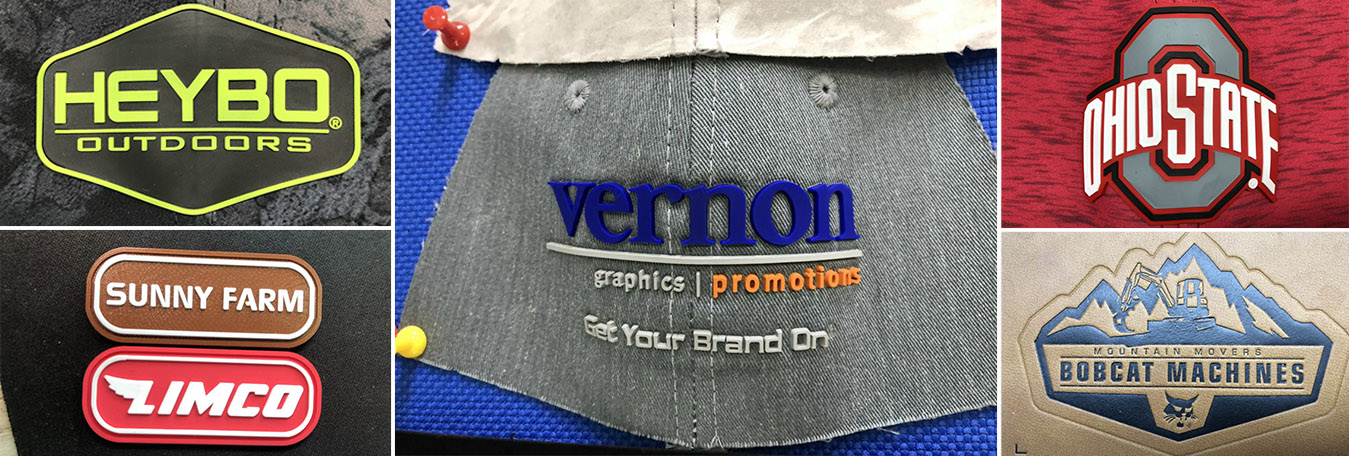 HEYBO®
OUTDOORS
SUNNY FARM
LIMCO
vernon
graphics | promotions
Get Your Brand On
OHIO STATE
MOUNTAIN MOVERS
BOBCAT MACHINES